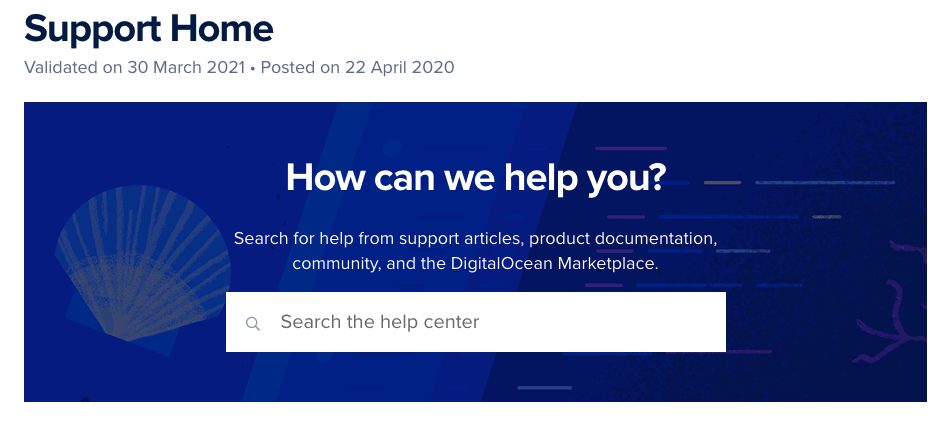 Support Home
Validated on 30 March 2021 • Posted on 22 April 2020
How can we help you?
Search for help from support articles, product documentation,
community, and the DigitalOcean Marketplace.
Search the help center